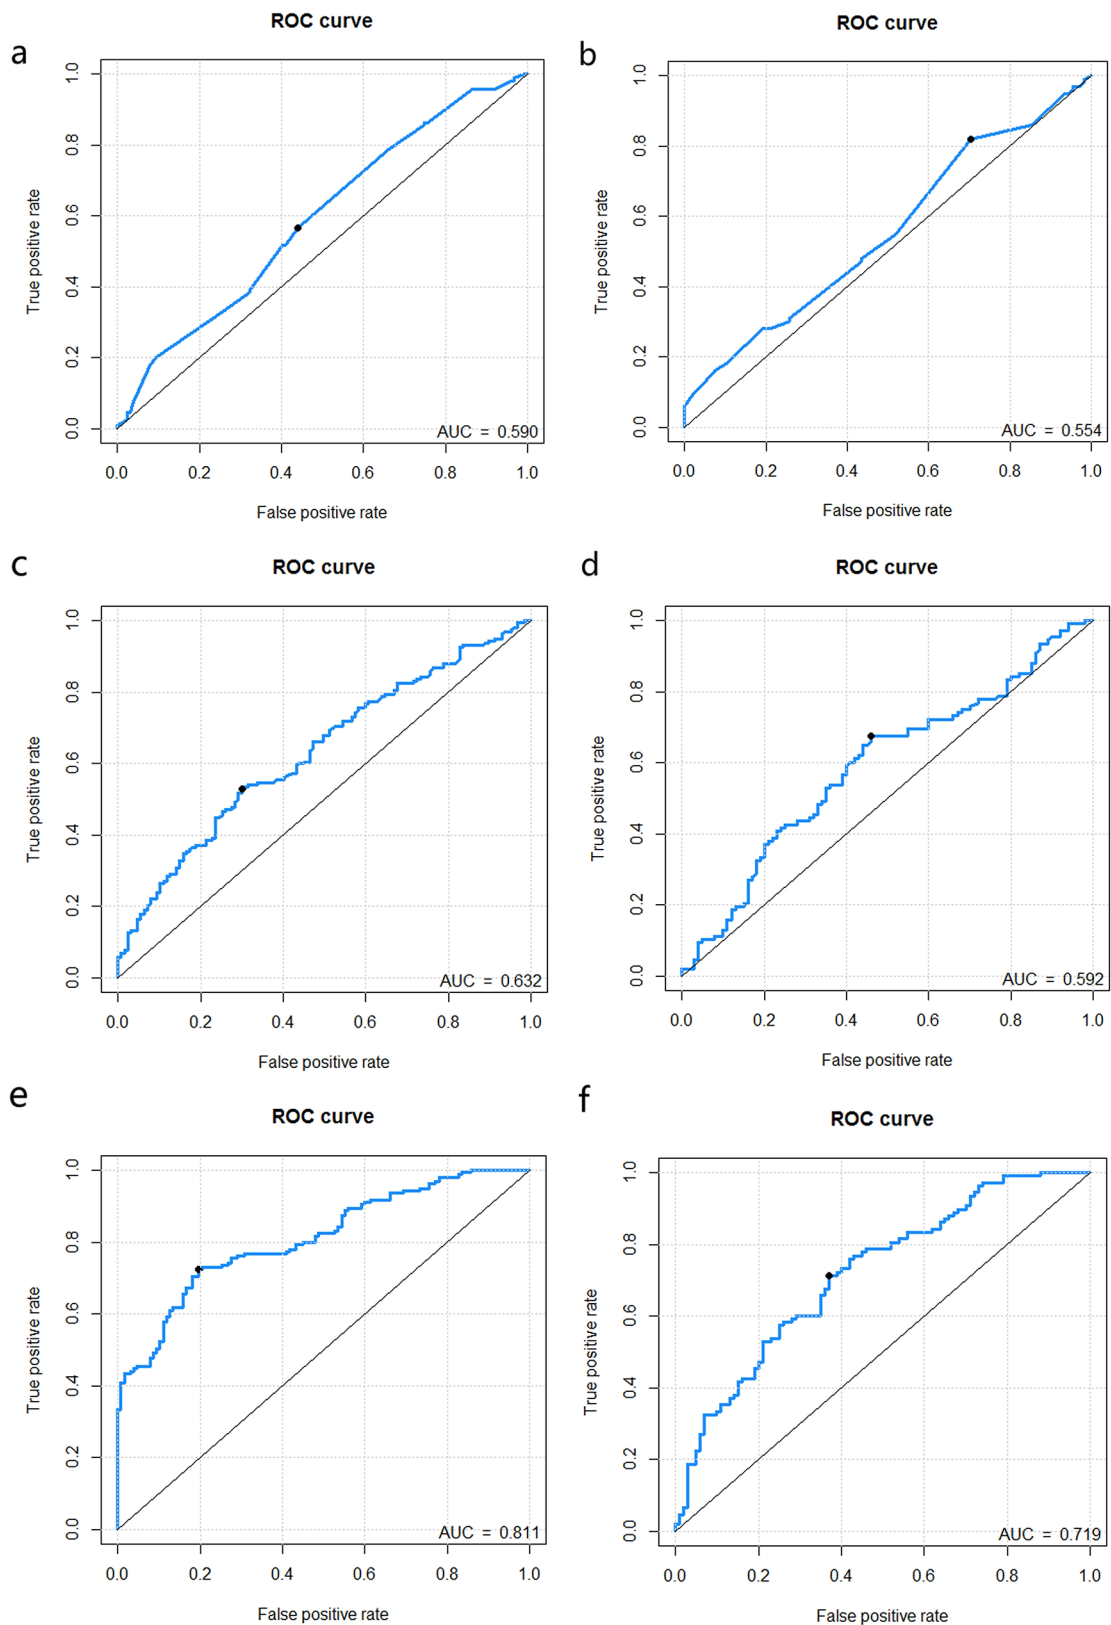 a
ROC curve
True positive rate
1.0
0.8
0.6
0.4
0.2
0.0
AUC = 0.590
0.0 0.2 0.4 0.6 0.8 1.0
False positive rate
b
ROC curve
True positive rate
1.0
0.8
0.6
0.4
0.2
0.0
AUC = 0.554
0.0 0.2 0.4 0.6 0.8 1.0
False positive rate
c
ROC curve
True positive rate
1.0
0.8
0.6
0.4
0.2
0.0
AUC = 0.632
0.0 0.2 0.4 0.6 0.8 1.0
False positive rate
d
ROC curve
True positive rate
1.0
0.8
0.6
0.4
0.2
0.0
AUC = 0.592
0.0 0.2 0.4 0.6 0.8 1.0
False positive rate
e
ROC curve
True positive rate
1.0
0.8
0.6
0.4
0.2
0.0
AUC = 0.811
0.0 0.2 0.4 0.6 0.8 1.0
False positive rate
f
ROC curve
True positive rate
1.0
0.8
0.6
0.4
0.2
0.0
AUC = 0.719
0.0 0.2 0.4 0.6 0.8 1.0
False positive rate